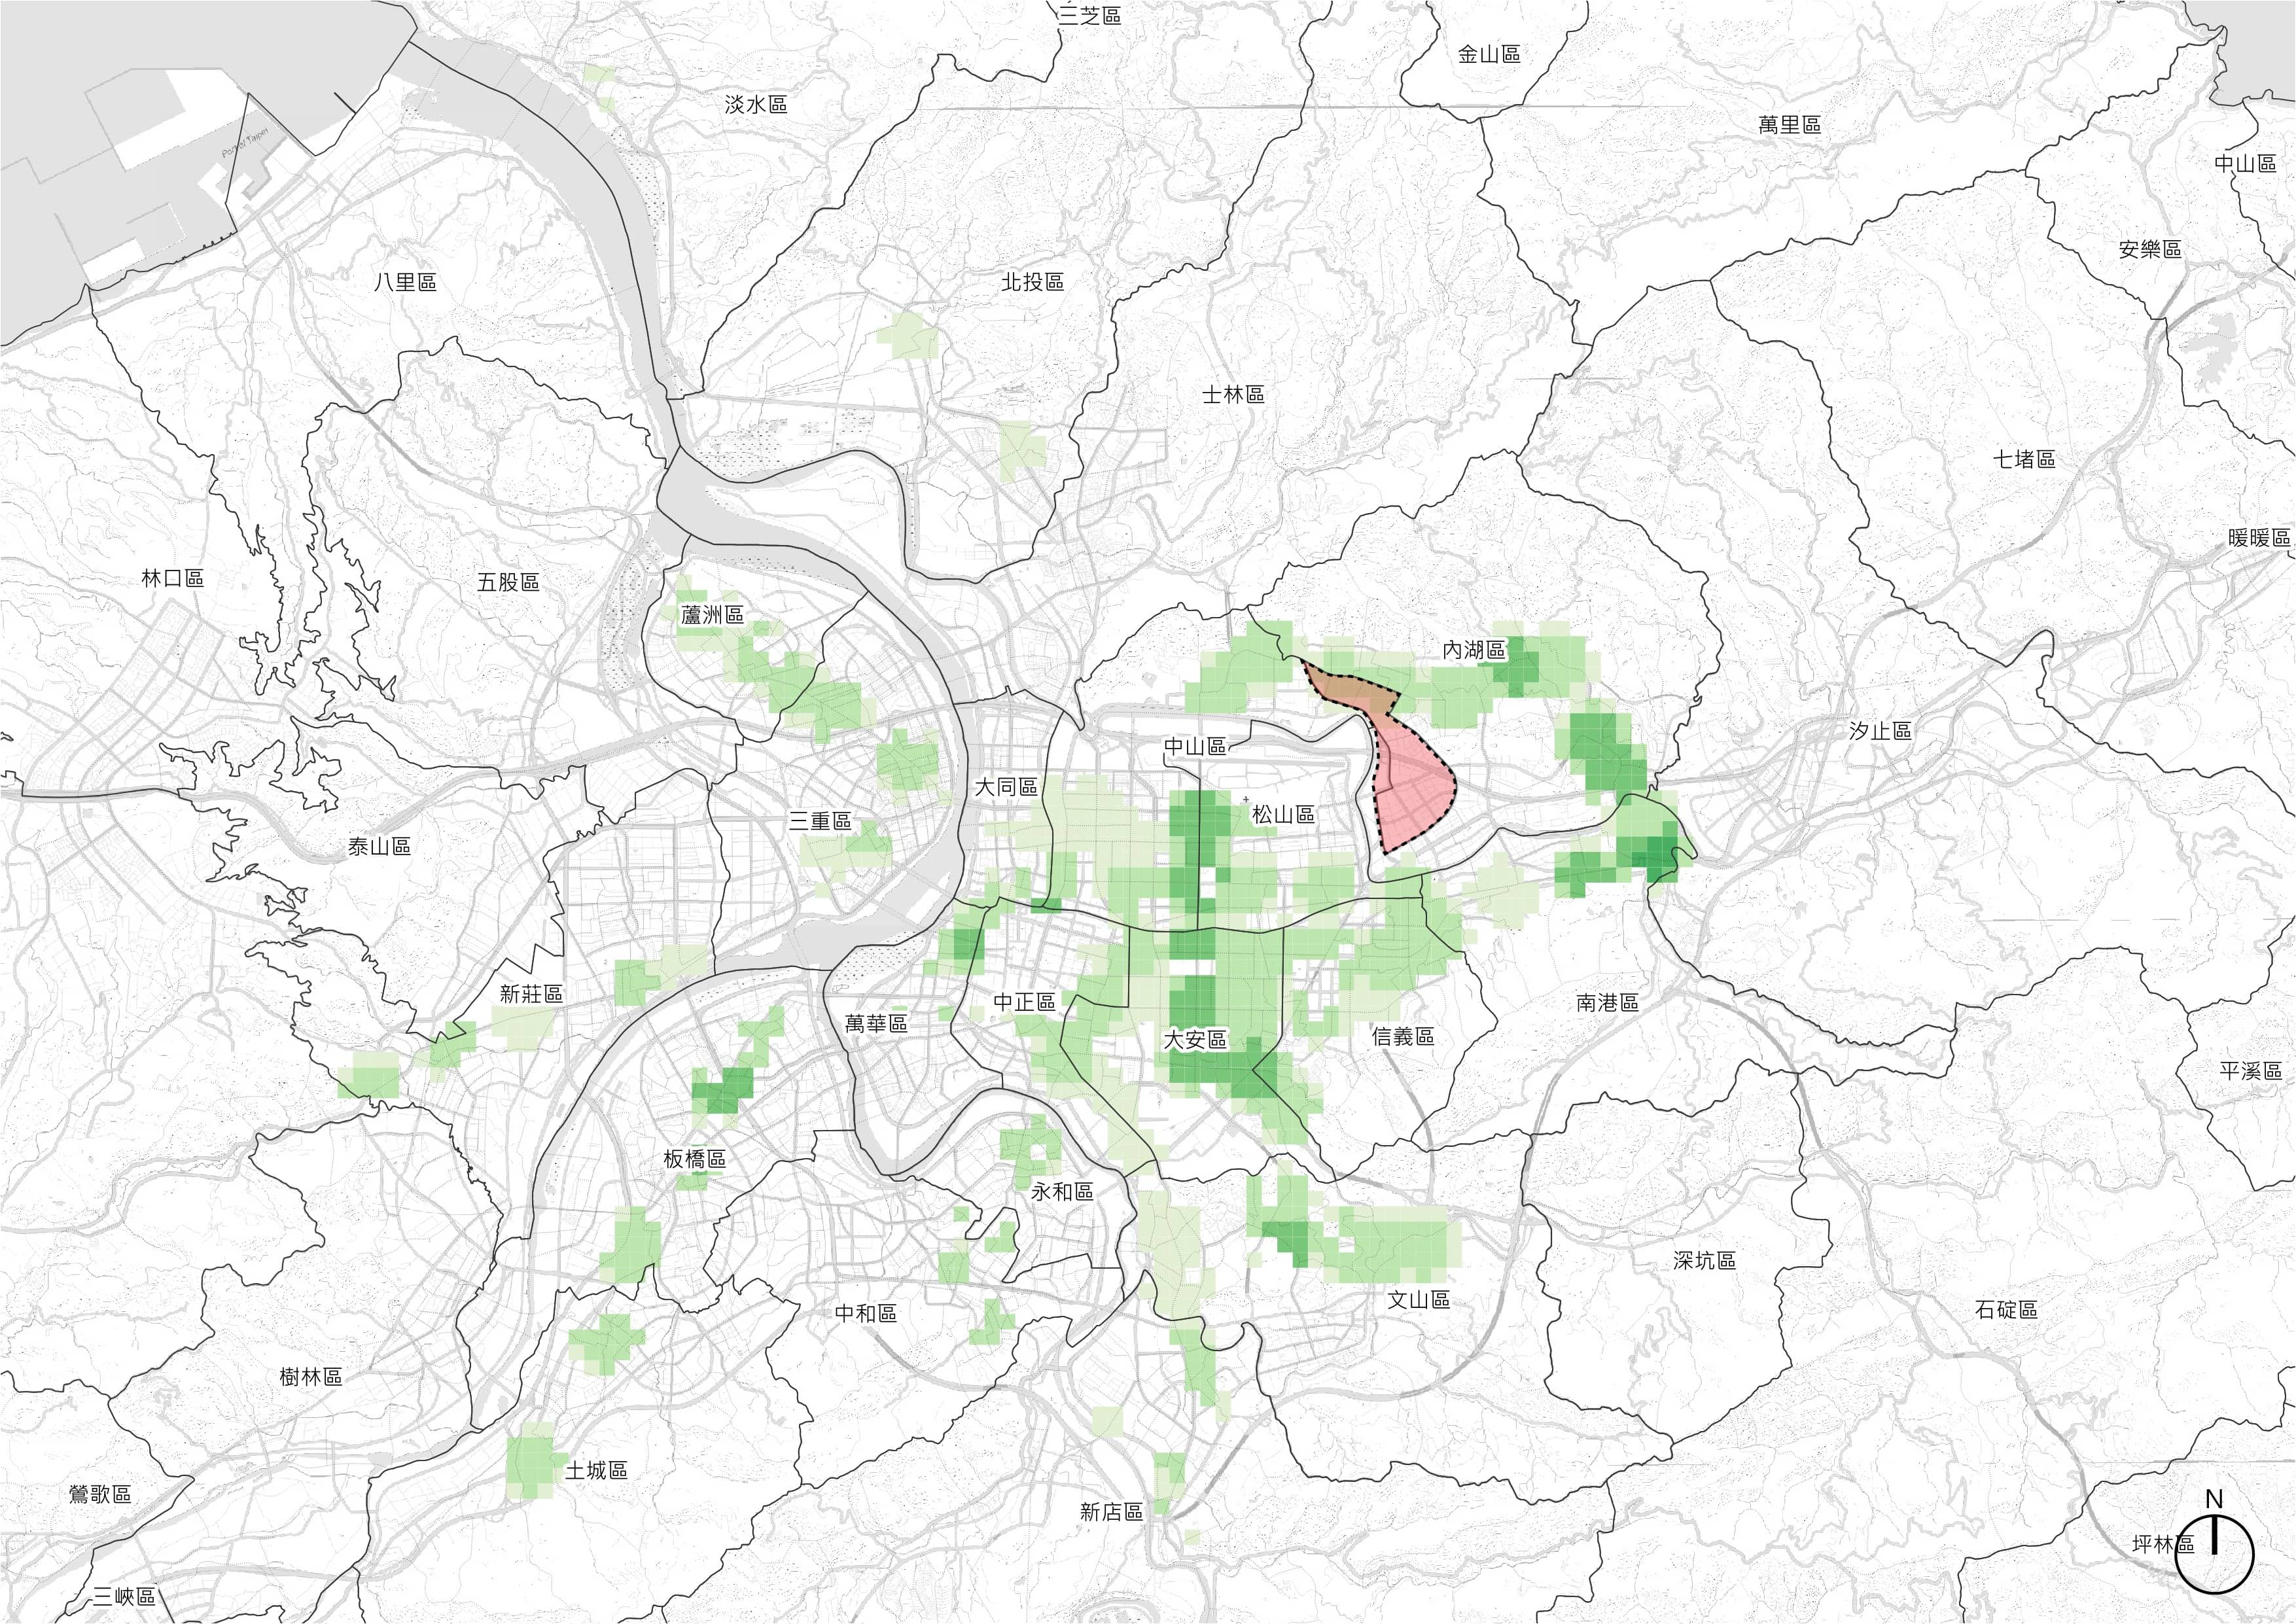 三芝區
金山區
淡水區
萬里區
Port of Taipei
中山區
安樂區
八里區
北投區
士林區
七堵區
暖暖區
林口區
五股區
蘆洲區
內湖區
汐止區
中山區
大同區
松山區
三重區
泰山區
新莊區
中正區
萬華區
大安區
信義區
南港區
平溪區
板橋區
永和區
深坑區
文山區
石碇區
中和區
樹林區
土城區
鶯歌區
新店區
N
坪林區
三峽區